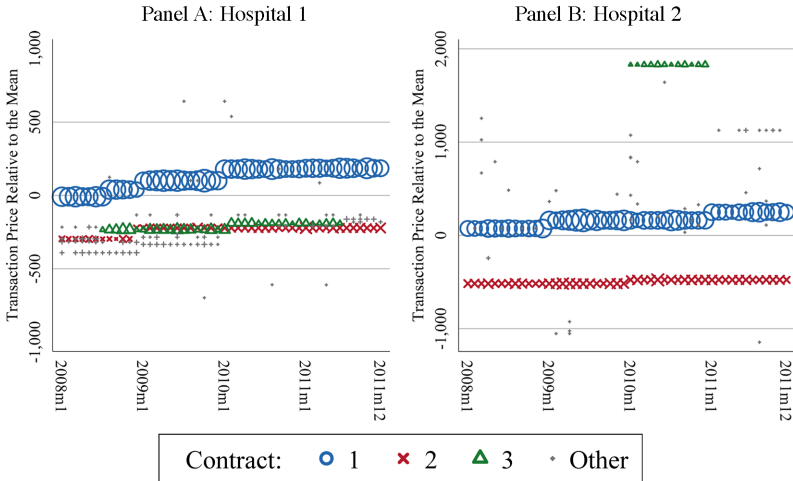 Panel A: Hospital 1
Transaction Price Relative to the Mean
1,000
500
0
-500
-1,000
2008m1
2009m1
2010m1
2011m1
2011m12
Panel B: Hospital 2
Transaction Price Relative to the Mean
2,000
1,000
0
-1,000
2008m1
2009m1
2010m1
2011m1
2011m12
Contract: 1 2 3 Other